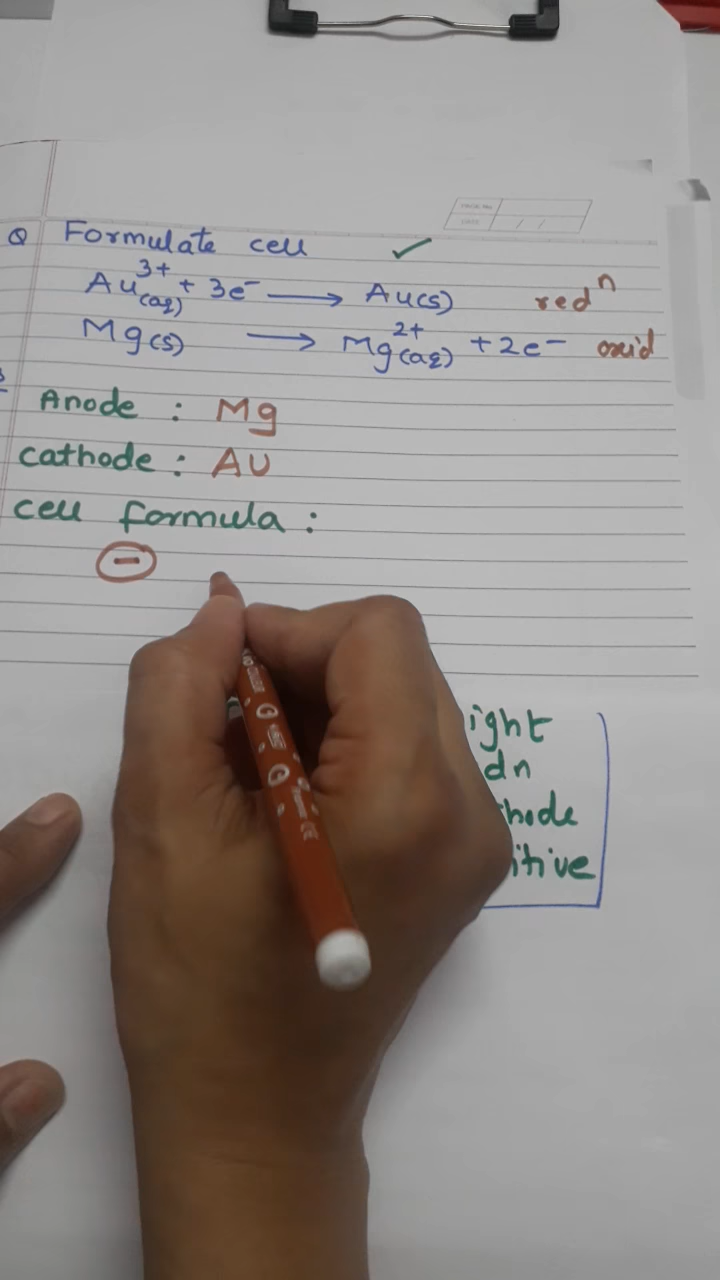 Q Formulate cell ✓
Au³⁺(aq) + 3e⁻ ⟶ Au(s) redⁿ
Mg(s) ⟶ Mg²⁺(aq) + 2e⁻ oxid
Anode : Mg
Cathode : AU
Cell formula :
⊖
ight
dn
hode
itive